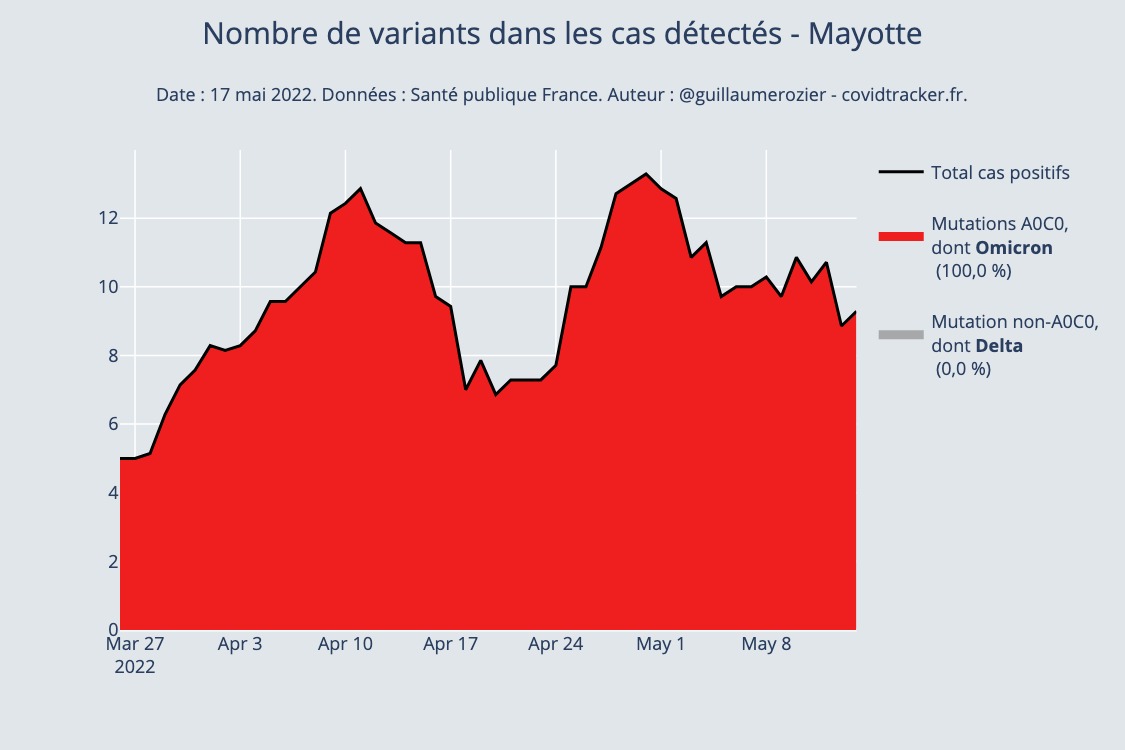 Nombre de variants dans les cas détectés - Mayotte
Date : 17 mai 2022. Données : Santé publique France. Auteur : @guillaumerozier - covidtracker.fr.
Total cas positifs
Mutations A0C0,
dont Omicron
(100,0 %)
Mutation non-A0C0,
dont Delta
(0,0 %)
12
10
8
6
4
2
0
Mar 27
2022
Apr 3
Apr 10
Apr 17
Apr 24
May 1
May 8